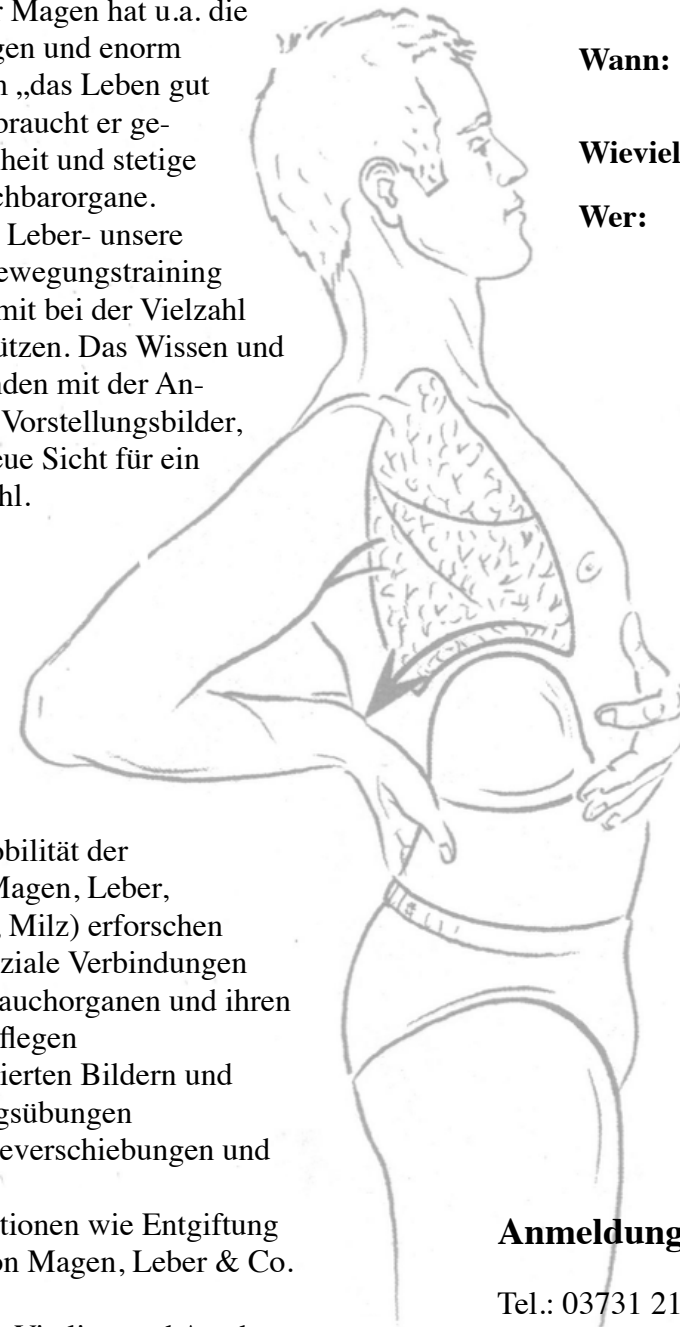 r Magen hat u.a. die
gen und enorm
n „das Leben gut
braucht er ge-
heit und stetige
chbarorgane.
Leber- unsere
ewegungstraining
mit bei der Vielzahl
ützen. Das Wissen und
nden mit der An-
Vorstellungsbilder,
eue Sicht für ein
hl.
obilität der
Magen, Leber,
, Milz) erforschen
ziale Verbindungen
auchorganen und ihren
flegen
ierten Bildern und
gsübungen
everschiebungen und
tionen wie Entgiftung
on Magen, Leber & Co.
Wann:
Wieviel
Wer:
Anmeldung
Tel.: 03731 21